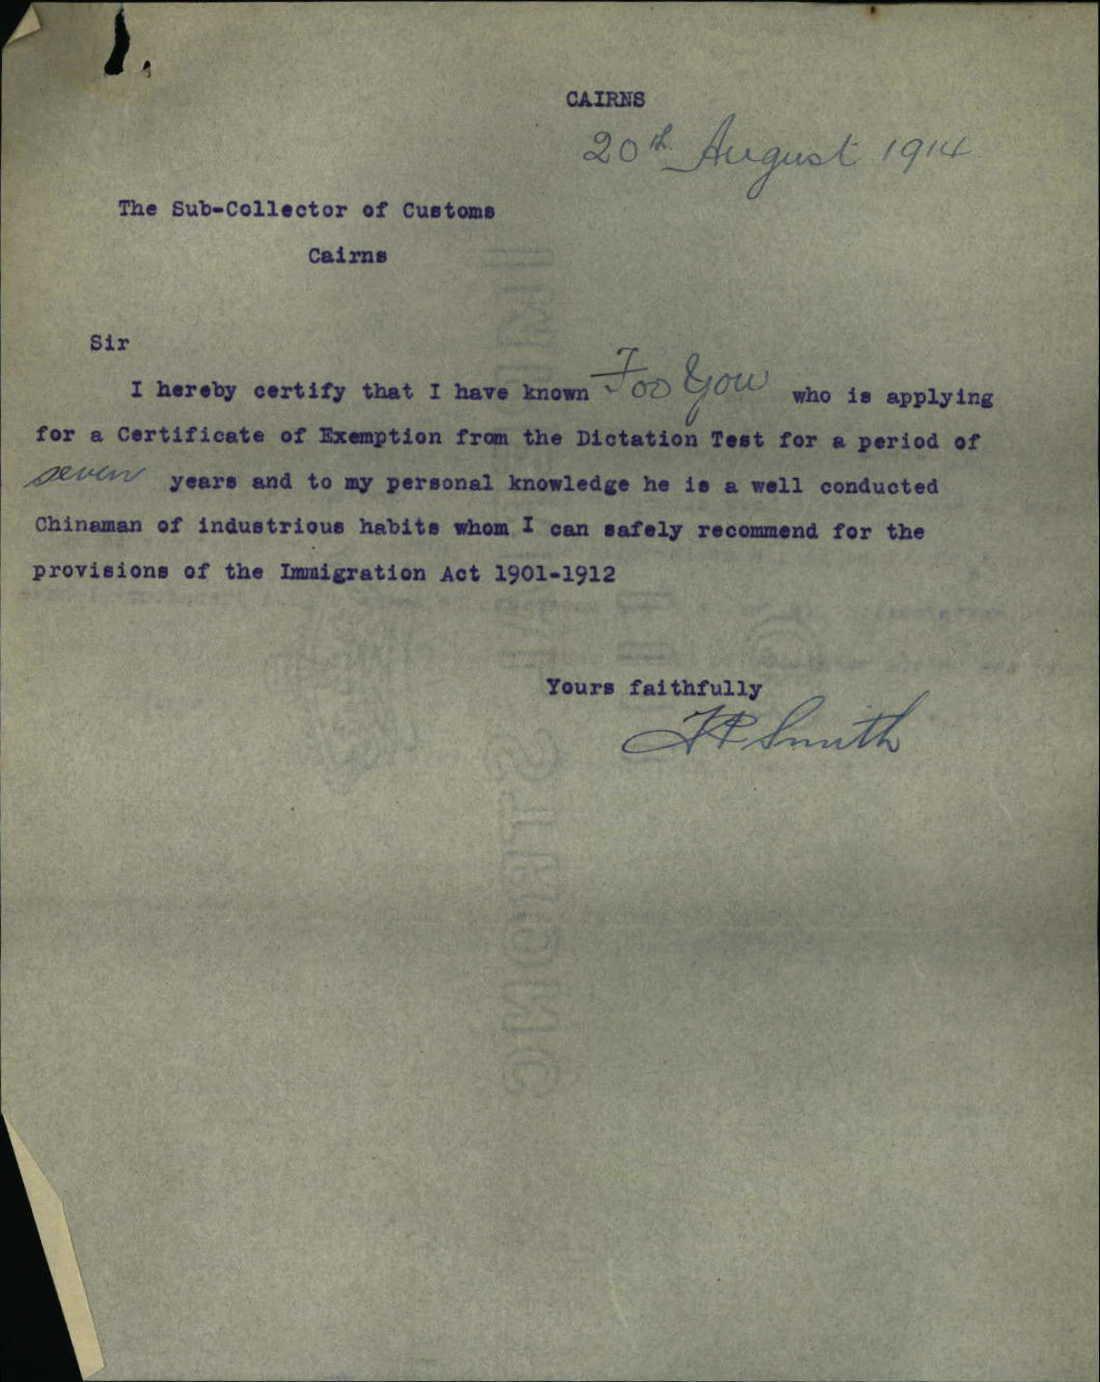 CAIRNS
20th August 1914
The Sub-Collector of Customs
Cairns
Sir
I hereby certify that I have known Foo You who is applying
for a Certificate of Exemption from the Dictation Test for a period of
seven years and to my personal knowledge he is a well conducted
Chinaman of industrious habits whom I can safely recommend for the
provisions of the Immigration Act 1901-1912
Yours faithfully
Smith